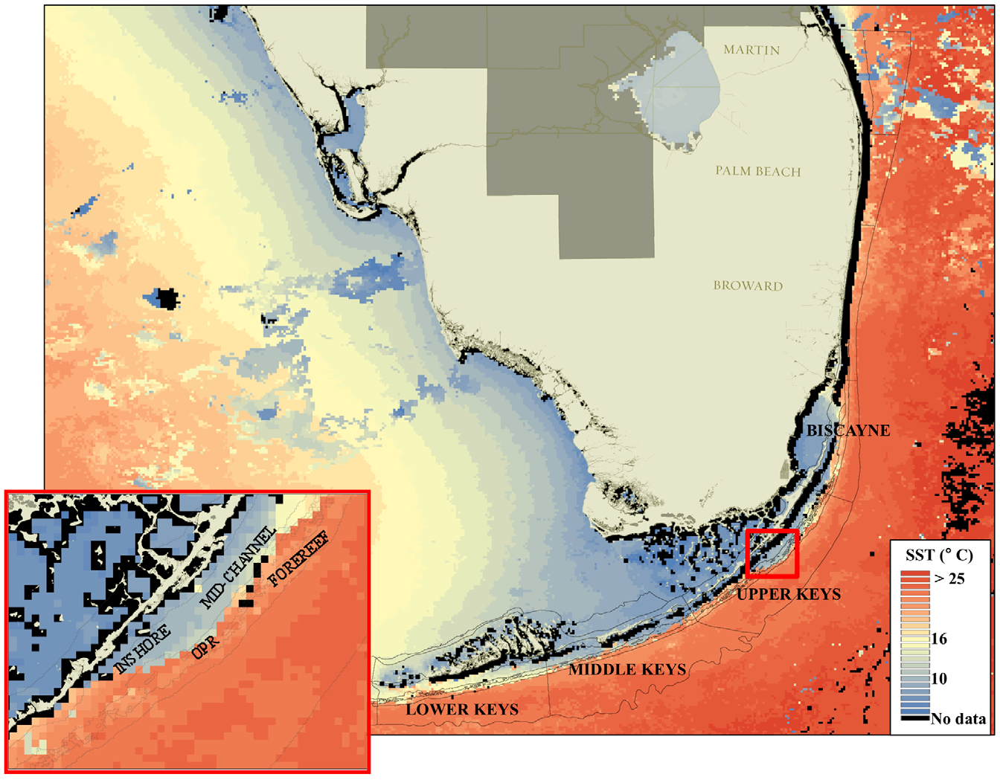 MARTIN
PALM BEACH
BROWARD
BISCAYNE
UPPER KEYS
MIDDLE KEYS
LOWER KEYS
MID-CHANNEL
FOREREEF
INSHORE
OPR
SST (° C)
> 25
16
10
No data